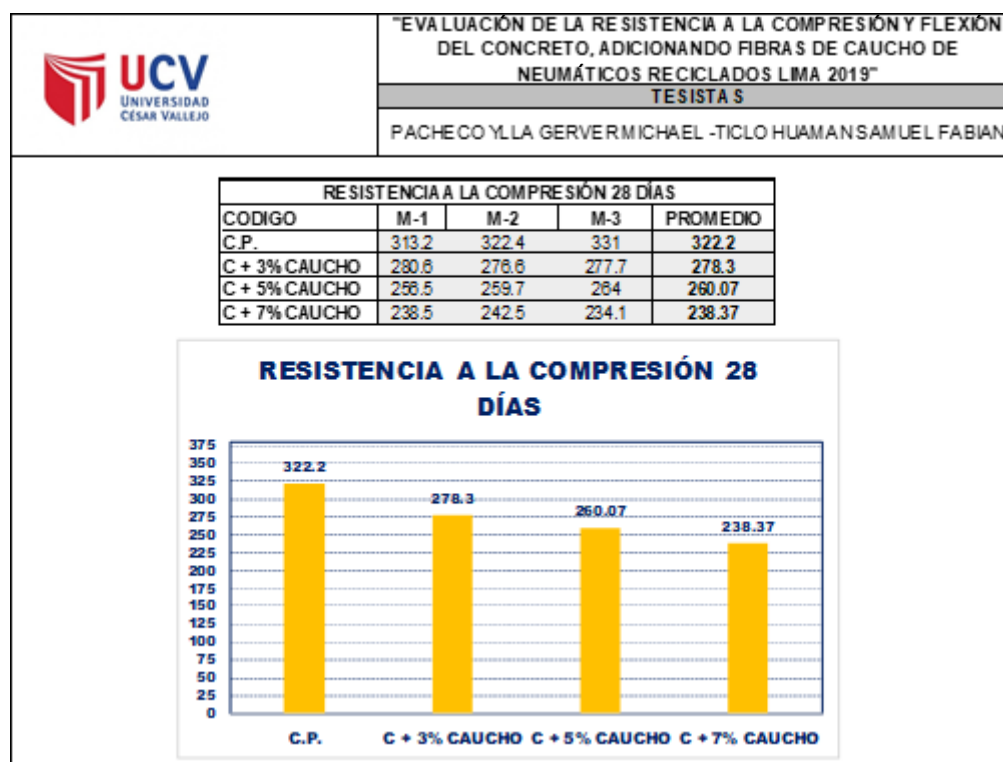 UCV
UNIVERSIDAD
CÉSAR VALLEJO
"EVALUACIÓN DE LA RESISTENCIA A LA COMPRESIÓN Y FLEXIÓN
DEL CONCRETO, ADICIONANDO FIBRAS DE CAUCHO DE
NEUMÁTICOS RECICLADOS LIMA 2019"
TESISTAS
PACHECO YLLA GERVER MICHAEL -TICLO HUAMAN SAMUEL FABIAN
RESISTENCIA A LA COMPRESIÓN 28 DÍAS
CODIGO M-1 M-2 M-3 PROMEDIO
C.P. 313.2 322.4 331 322.2
C + 3% CAUCHO 280.6 276.6 277.7 278.3
C + 5% CAUCHO 256.5 259.7 264 260.07
C + 7% CAUCHO 238.5 242.5 234.1 238.37
RESISTENCIA A LA COMPRESIÓN 28
DÍAS
375
350
325
300
275
250
225
200
175
150
125
100
75
50
25
0
322.2
278.3
260.07
238.37
C.P. C + 3% CAUCHO C + 5% CAUCHO C + 7% CAUCHO